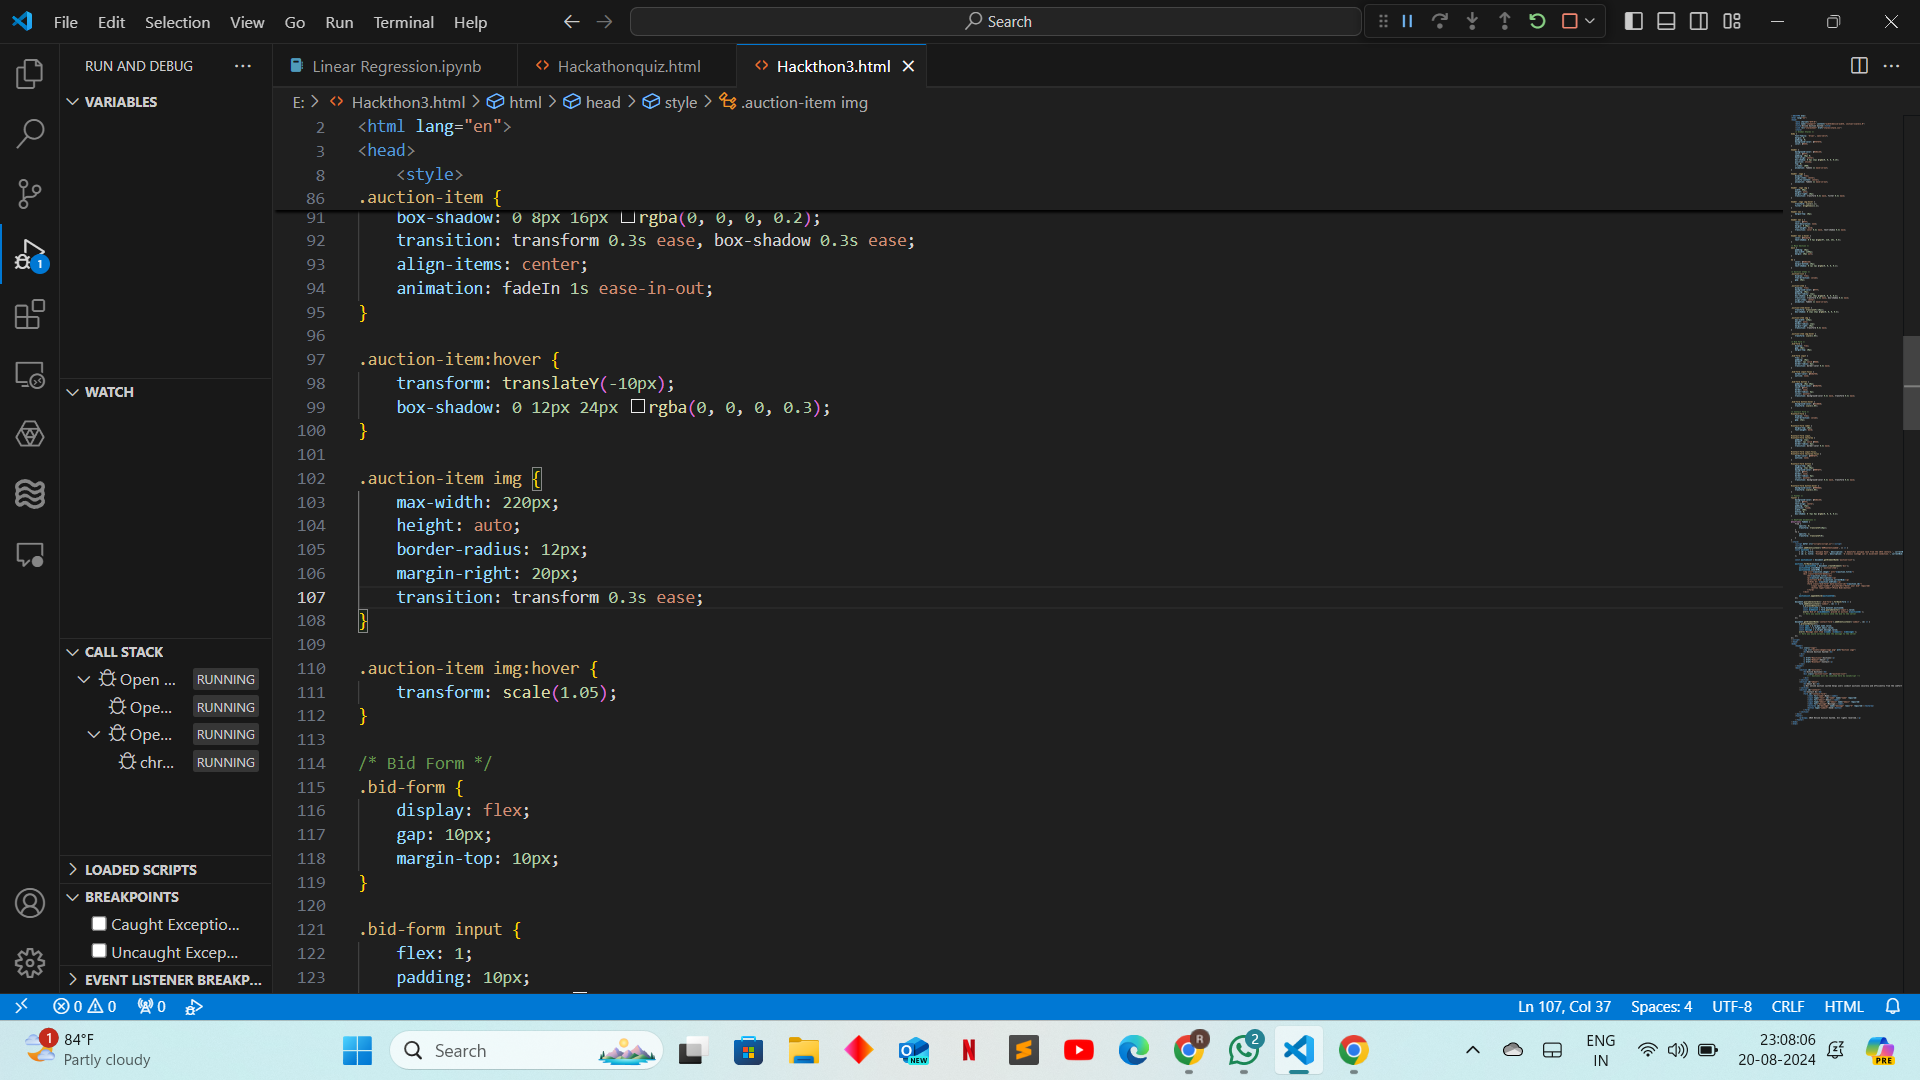 File Edit Selection View Go Run Terminal Help
Search
RUN AND DEBUG
Linear Regression.ipynb
Hackathonquiz.html
Hackthon3.html
E: > Hackthon3.html > html > head > style > .auction-item img
VARIABLES
WATCH
CALL STACK
Open ... RUNNING
Ope... RUNNING
Ope... RUNNING
chr... RUNNING
LOADED SCRIPTS
BREAKPOINTS
Caught Exceptio...
Uncaught Excep...
EVENT LISTENER BREAKP...
1
2 <html lang="en">
3 <head>
8 <style>
86 .auction-item {
91 box-shadow: 0 8px 16px rgba(0, 0, 0, 0.2);
92 transition: transform 0.3s ease, box-shadow 0.3s ease;
93 align-items: center;
94 animation: fadeIn 1s ease-in-out;
95 }
96
97 .auction-item:hover {
98 transform: translateY(-10px);
99 box-shadow: 0 12px 24px rgba(0, 0, 0, 0.3);
100 }
101
102 .auction-item img {
103 max-width: 220px;
104 height: auto;
105 border-radius: 12px;
106 margin-right: 20px;
107 transition: transform 0.3s ease;
108 }
109
110 .auction-item img:hover {
111 transform: scale(1.05);
112 }
113
114 /* Bid Form */
115 .bid-form {
116 display: flex;
117 gap: 10px;
118 margin-top: 10px;
119 }
120
121 .bid-form input {
122 flex: 1;
123 padding: 10px;
0 0 0
Ln 107, Col 37 Spaces: 4 UTF-8 CRLF HTML
1
84°F
Partly cloudy
Search
NEW
N
R
2
ENG
IN
23:08:06
20-08-2024
PRE